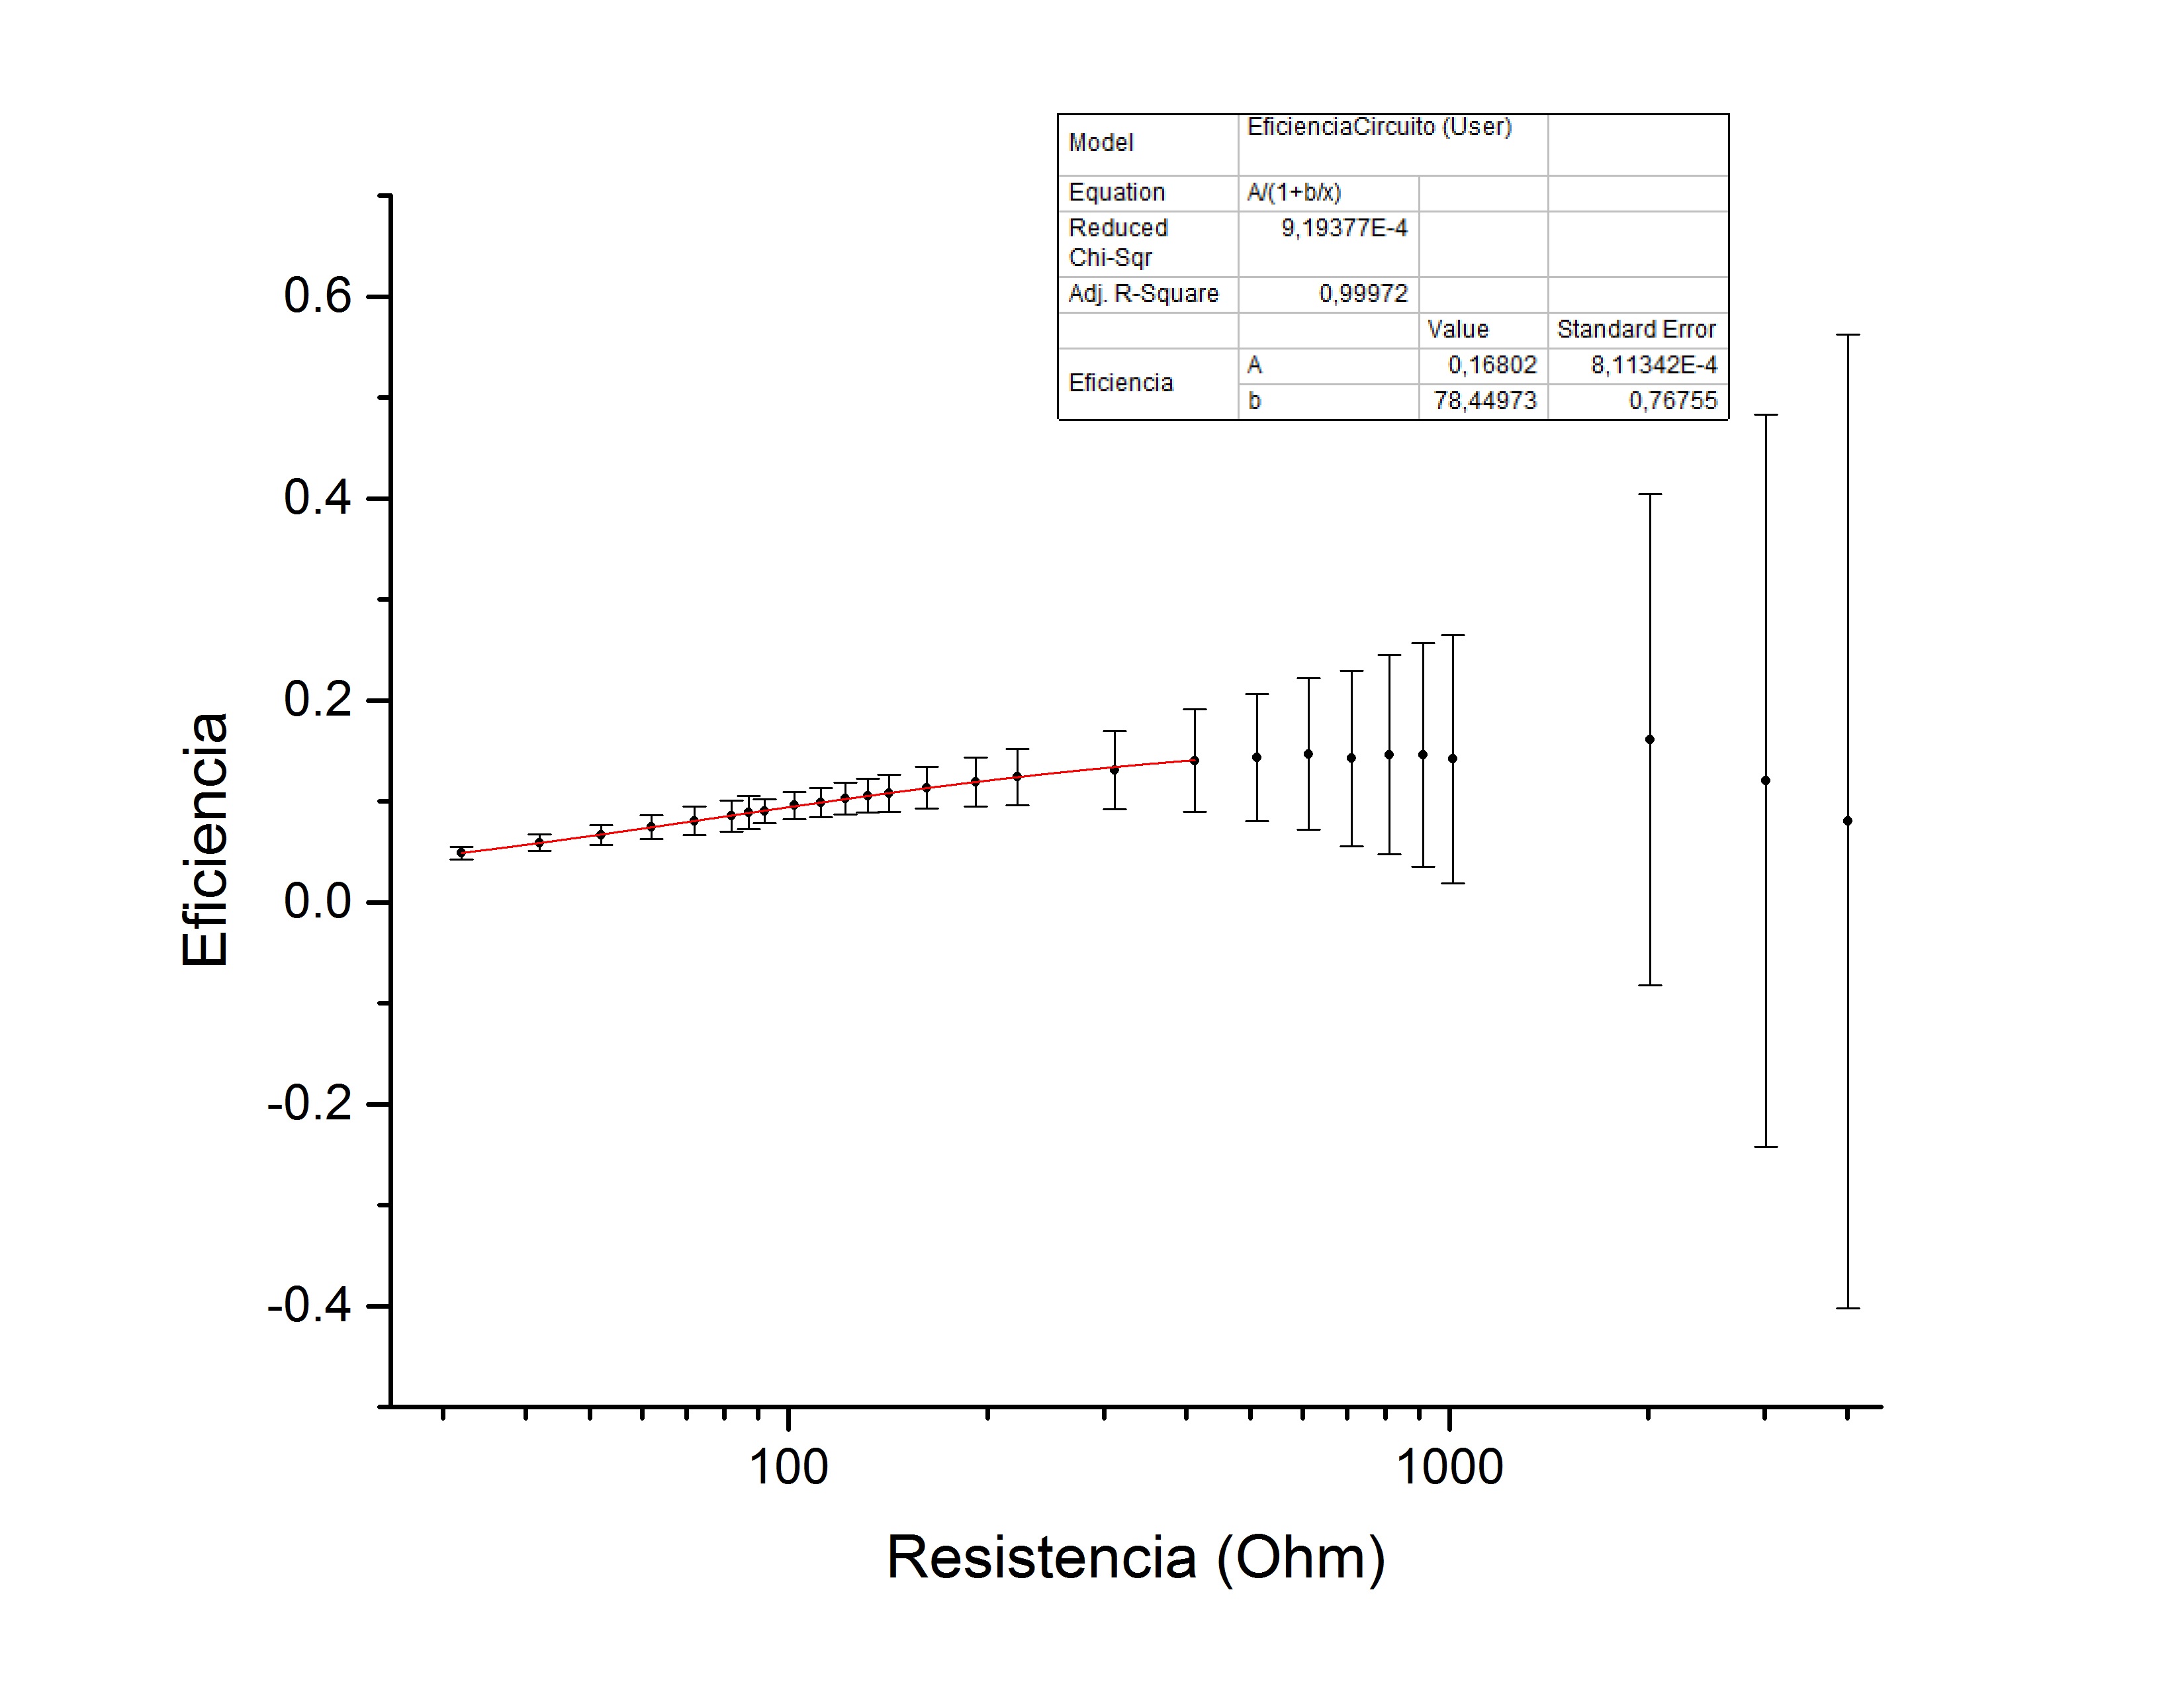 Model EficienciaCircuito (User)
Equation A/(1+b/x)
Reduced Chi-Sqr 9,19377E-4
Adj. R-Square 0,99972
Value Standard Error
Eficiencia A 0,16802 8,11342E-4
b 78,44973 0,76755
0.6
0.4
0.2
0.0
-0.2
-0.4
Eficiencia
100 1000
Resistencia (Ohm)